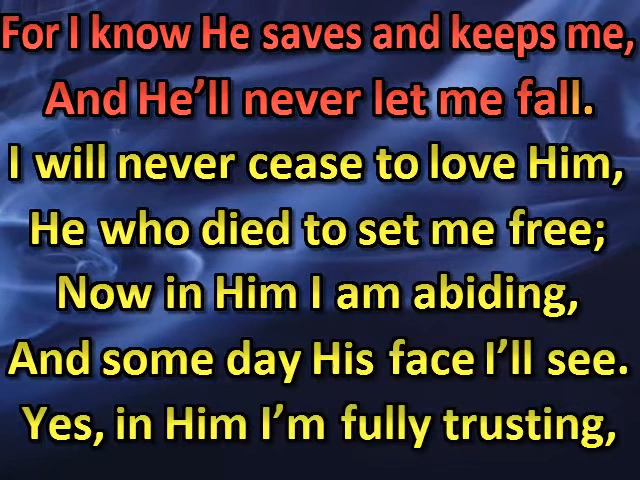 For I know He saves and keeps me,
And He’ll never let me fall.
I will never cease to love Him,
He who died to set me free;
Now in Him I am abiding,
And some day His face I’ll see.
Yes, in Him I’m fully trusting,